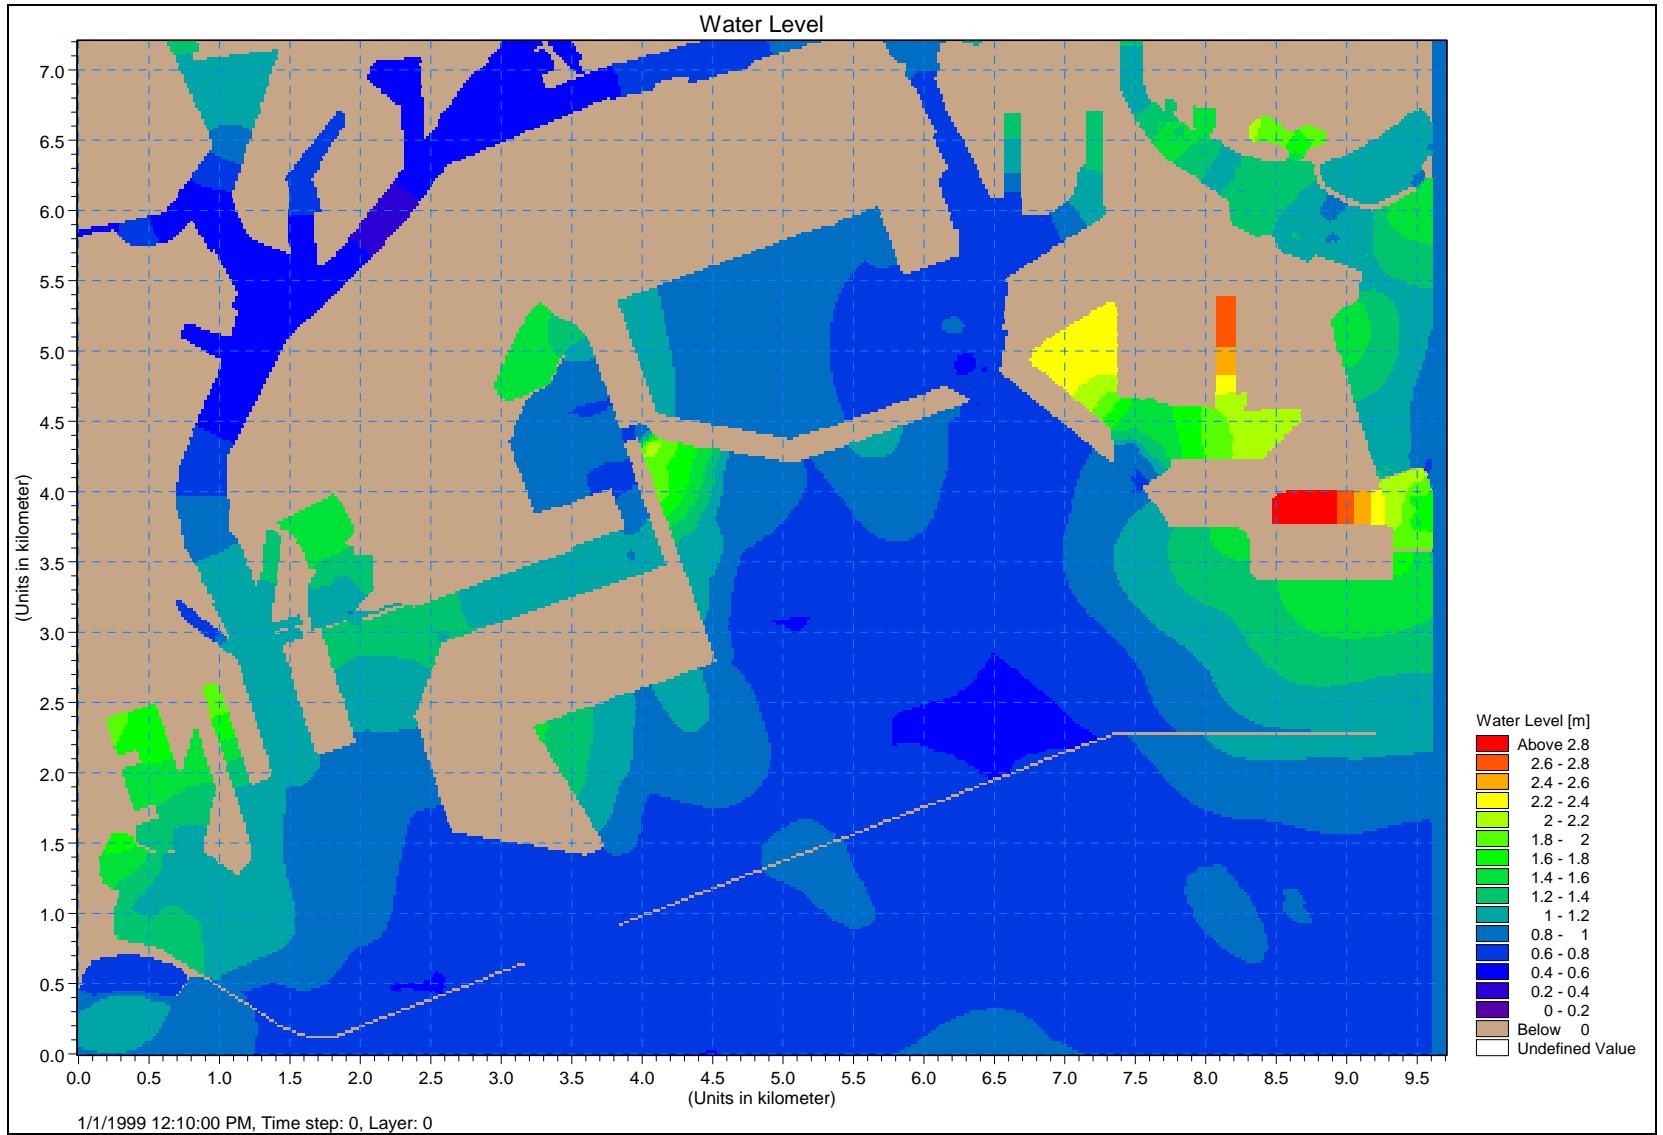 Water Level
7.0
6.5
6.0
5.5
5.0
4.5
4.0
3.5
3.0
2.5
2.0
1.5
1.0
0.5
0.0
(Units in kilometer)
0.0 0.5 1.0 1.5 2.0 2.5 3.0 3.5 4.0 4.5 5.0 5.5 6.0 6.5 7.0 7.5 8.0 8.5 9.0 9.5
(Units in kilometer)
1/1/1999 12:10:00 PM, Time step: 0, Layer: 0
Water Level [m]
Above 2.8
2.6 - 2.8
2.4 - 2.6
2.2 - 2.4
2 - 2.2
1.8 - 2
1.6 - 1.8
1.4 - 1.6
1.2 - 1.4
1 - 1.2
0.8 - 1
0.6 - 0.8
0.4 - 0.6
0.2 - 0.4
0 - 0.2
Below 0
Undefined Value